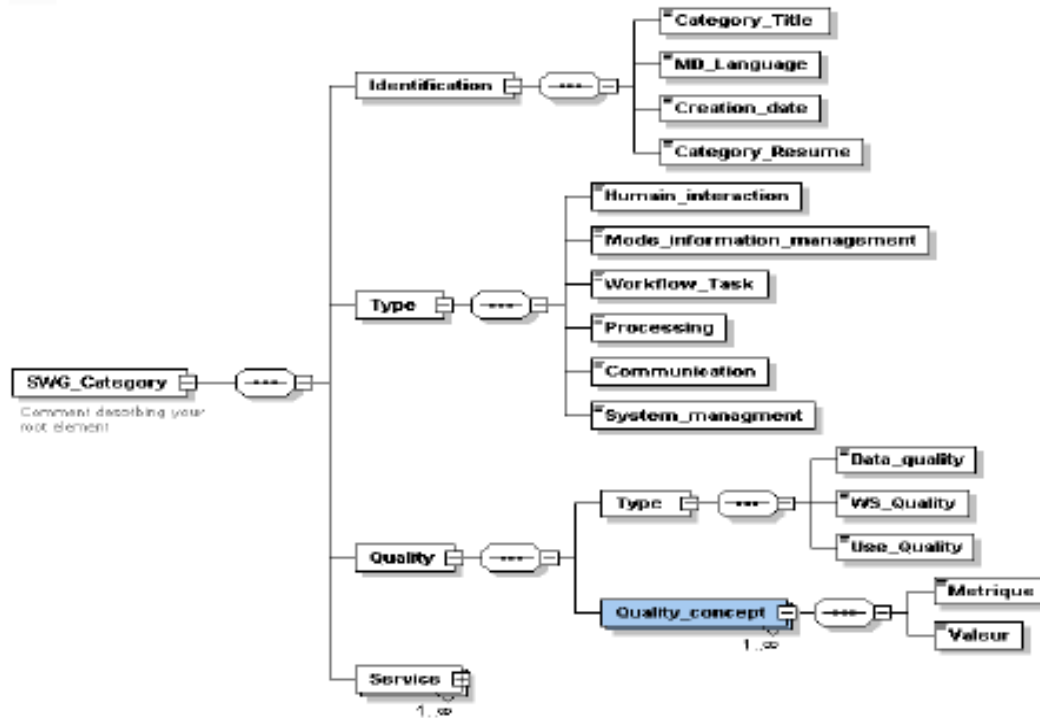 Category_Title
MD_Language
Identification
Creation_date
Category_Resume
Humain_interaction
Mode_information_management
Workflow_Task
Type
Processing
Communication
SWG_Category
System_managment
Comment describing your
root element
Data_quality
Type
WS_Quality
Use_Quality
Quality
Metrique
Quality_concept
Valeur
1..∞
Service
1..∞